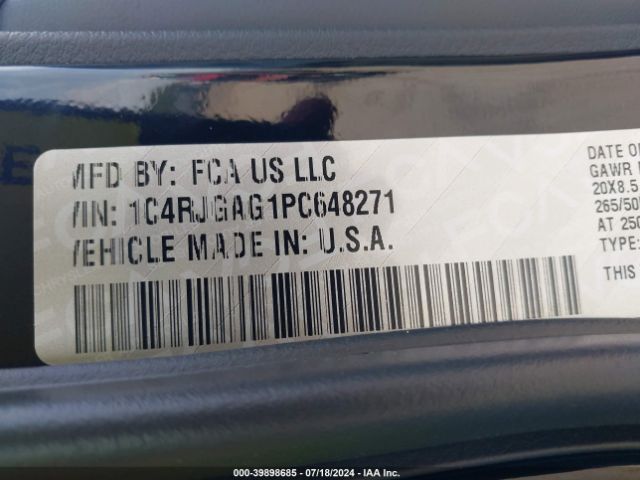 MFD BY: FCA US LLC
VIN: 1C4RJGAG1PC648271
VEHICLE MADE IN: U.S.A.
DATE OF
GAWR
20X8.5
265/50
AT 250
TYPE:
THIS
000-39898685 / 07/18/2024 - IAA Inc.